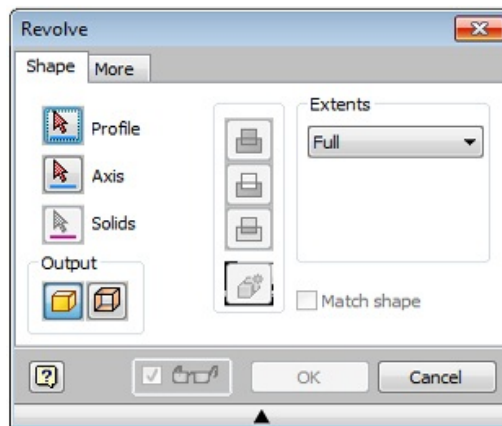 Revolve
Shape More
Profile
Axis
Solids
Output
Extents
Full
Match shape
OK
Cancel